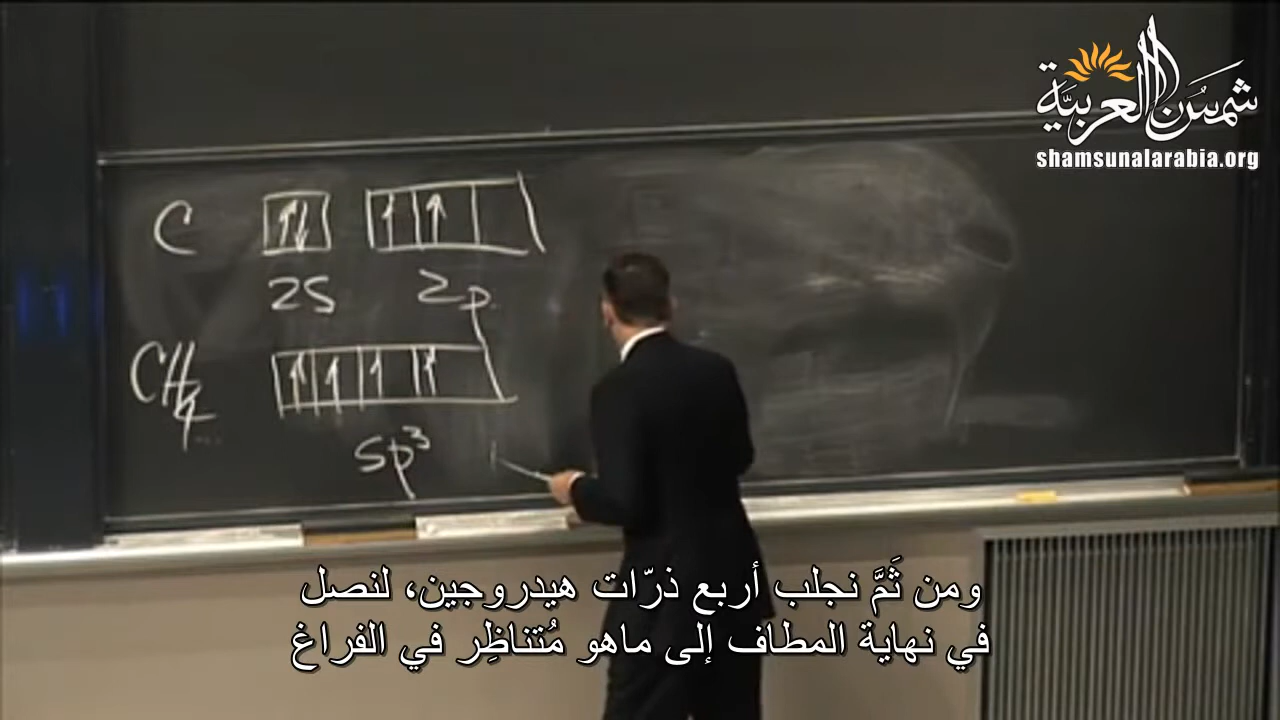 شمسُ العربيّة
shamsunalarabia.org
C ↑↓ ↑ ↑
2S 2p
CH4 ↑ ↑ ↑ ↑
sp³
ومن ثَمَّ نجلب أربع ذرّات هيدروجين، لنصل
في نهاية المطاف إلى ماهو مُتناظِر في الفراغ